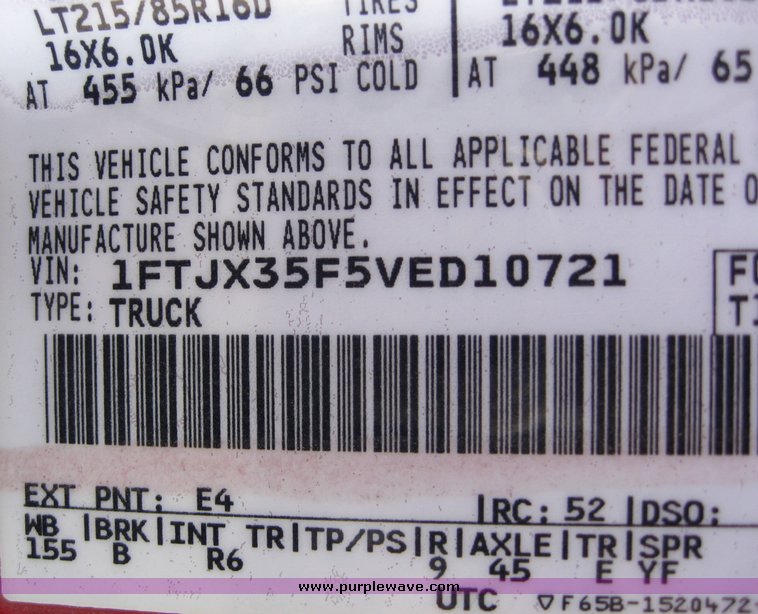 LT215/85R16D TIRES
16X6.0K RIMS 16X6.0K
AT 455 kPa/ 66 PSI COLD AT 448 kPa/ 65
THIS VEHICLE CONFORMS TO ALL APPLICABLE FEDERAL
VEHICLE SAFETY STANDARDS IN EFFECT ON THE DATE O
MANUFACTURE SHOWN ABOVE.
VIN: 1FTJX35F5VED10721
TYPE: TRUCK
EXT PNT: E4 |RC: 52 |DSO:
WB |BRK|INT TR|TP/PS|R|AXLE|TR|SPR
155 B R6 9 45 E YF
www.purplewave.com
UTC ▽F65B-1520472-